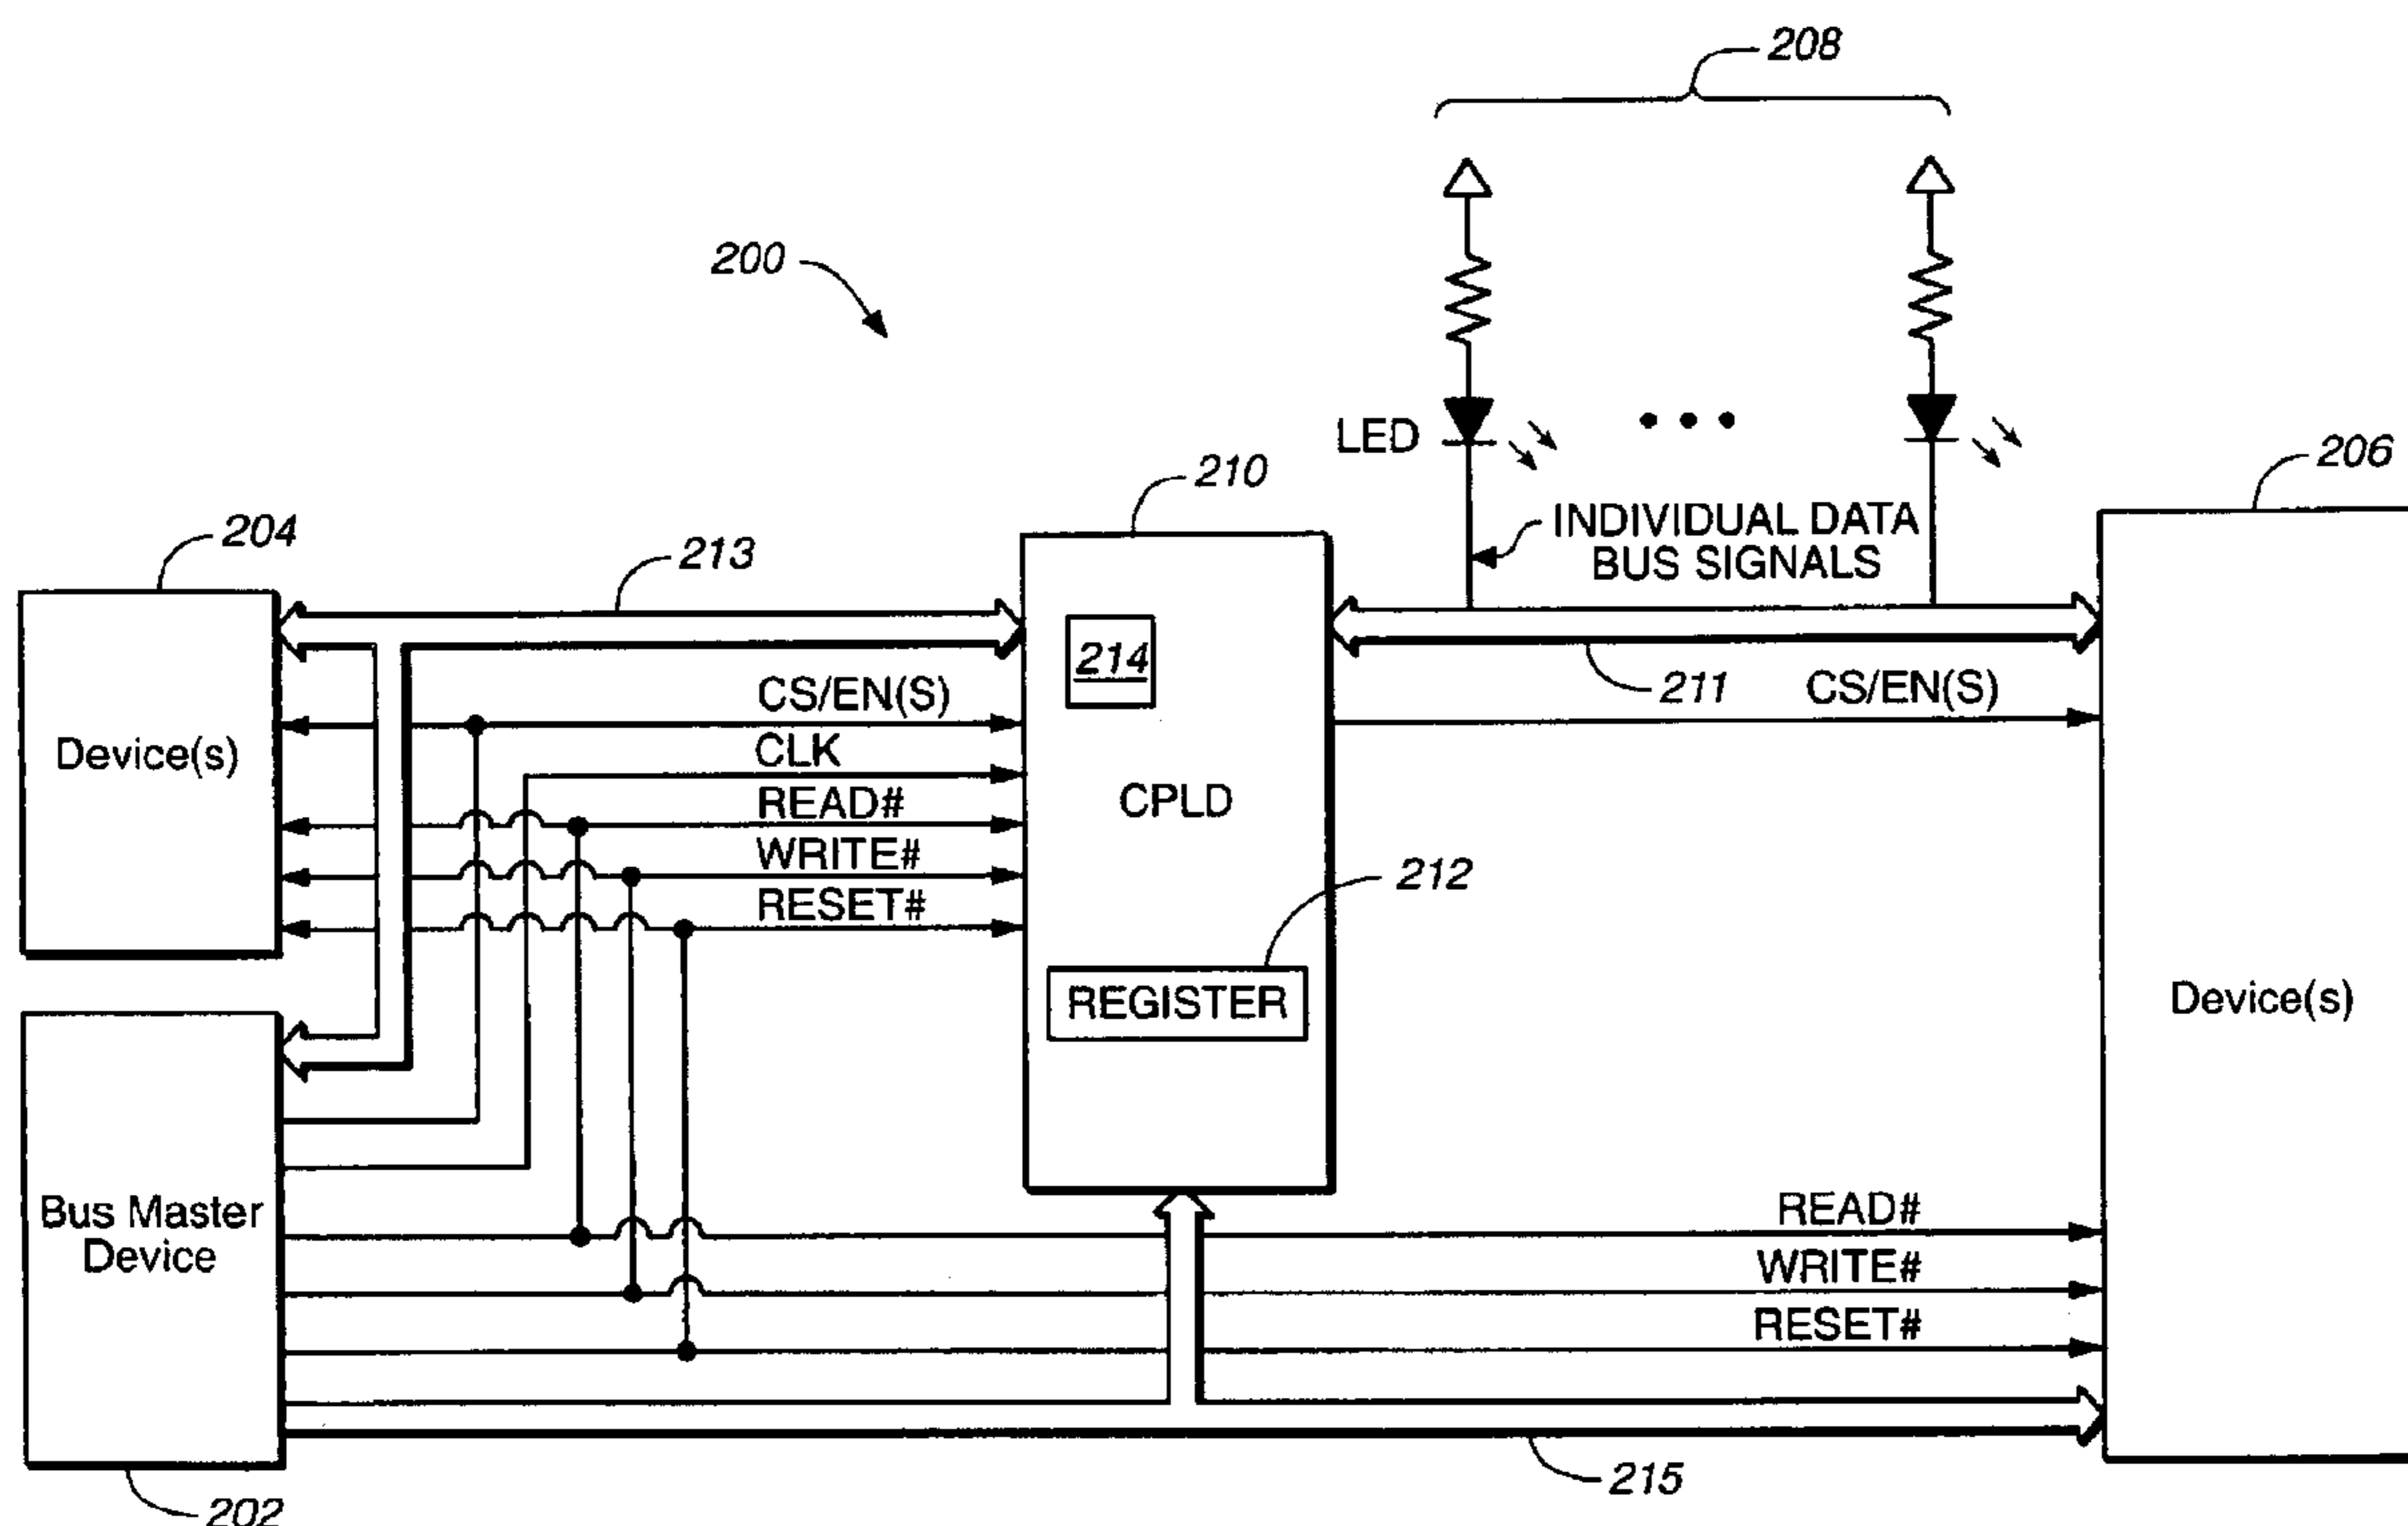 208
200
LED
INDIVIDUAL DATA
BUS SIGNALS
206
210
204
213
214
211
CS/EN(S)
CS/EN(S)
CLK
READ#
WRITE#
RESET#
Device(s)
CPLD
212
REGISTER
Device(s)
Bus Master
Device
READ#
WRITE#
RESET#
215
202